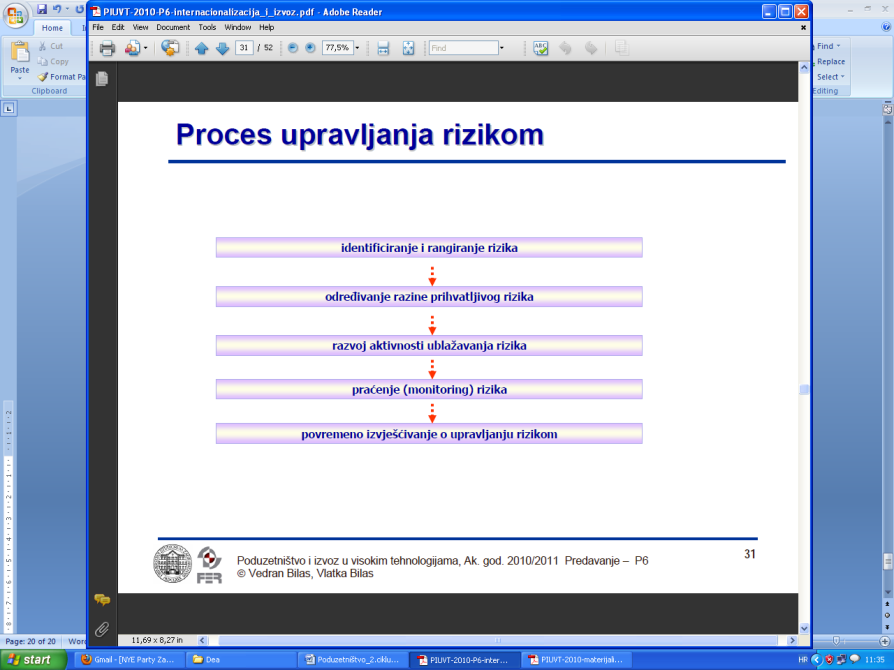 PIUVT-2010-P6-internacionalizacija_i_izvoz.pdf - Adobe Reader
Home
File Edit View Document Tools Window Help
Cut
Copy
Format Pa
Paste
Clipboard
31 / 52 77,5% Find
Find
Replace
Select
Editing
Proces upravljanja rizikom
identificiranje i rangiranje rizika
određivanje razine prihvatljivog rizika
razvoj aktivnosti ublažavanja rizika
praćenje (monitoring) rizika
povremeno izvješćivanje o upravljanju rizikom
31
FER
Poduzetništvo i izvoz u visokim tehnologijama, Ak. god. 2010/2011 Predavanje – P6
© Vedran Bilas, Vlatka Bilas
11,69 x 8,27 in
Page: 20 of 20 Wor
start Gmail - [NYE Party Za... Dea Poduzetništvo_2.ciklu... PIUVT-2010-P6-inter... PIUVT-2010-materijali... HR 11:35